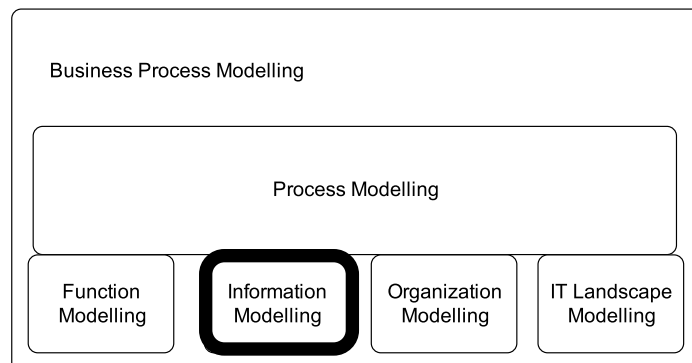 Business Process Modelling
Process Modelling
Function
Modelling
Information
Modelling
Organization
Modelling
IT Landscape
Modelling